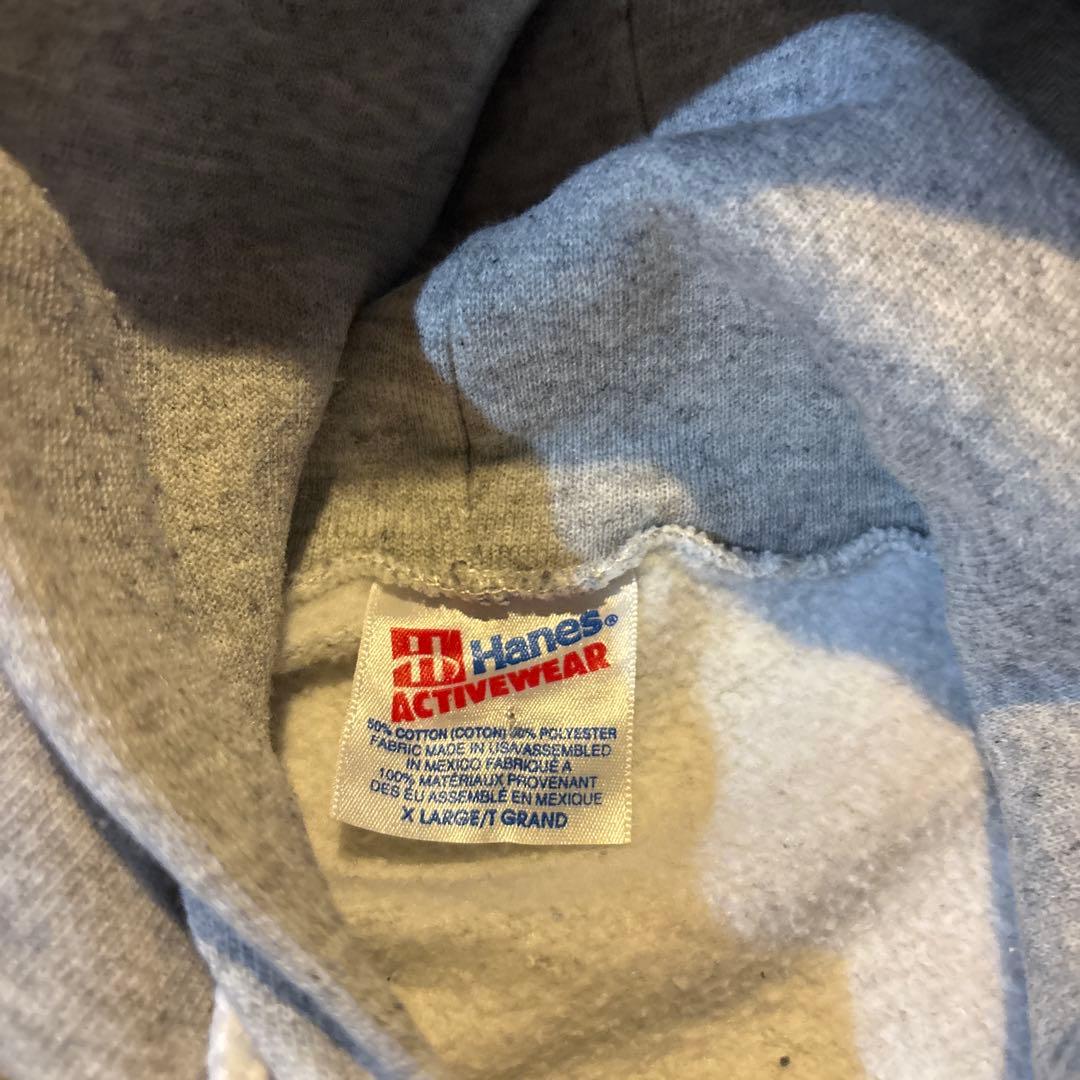 Hanes®
ACTIVEWEAR
50% COTTON (COTON) 50% POLYESTER
FABRIC MADE IN USA/ASSEMBLED
IN MEXICO FABRIQUÉ A
100% MATÉRIAUX PROVENANT
DES ÉU ASSEMBLÉ EN MEXIQUE
X LARGE/T GRAND